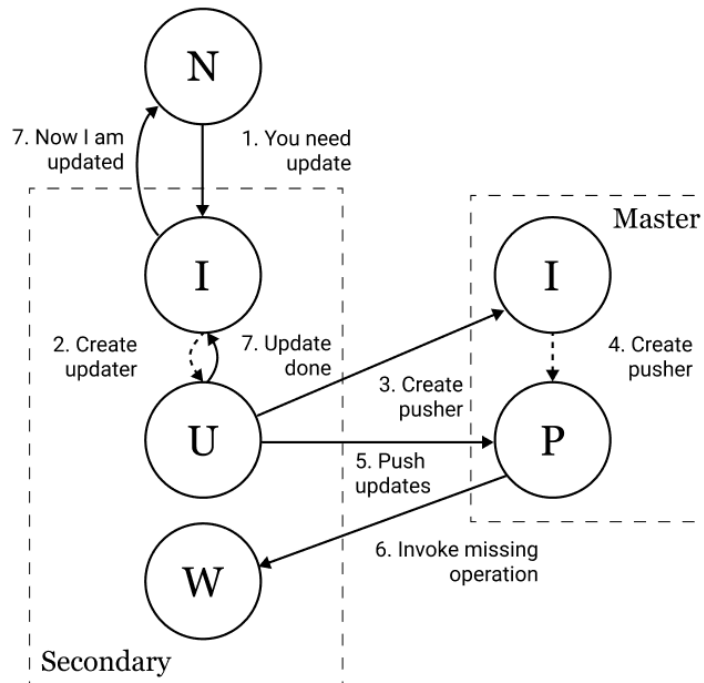 N
7. Now I am
updated
1. You need
update
Master
I
I
2. Create
updater
7. Update
done
4. Create
pusher
3. Create
pusher
U
P
5. Push
updates
6. Invoke missing
operation
W
Secondary